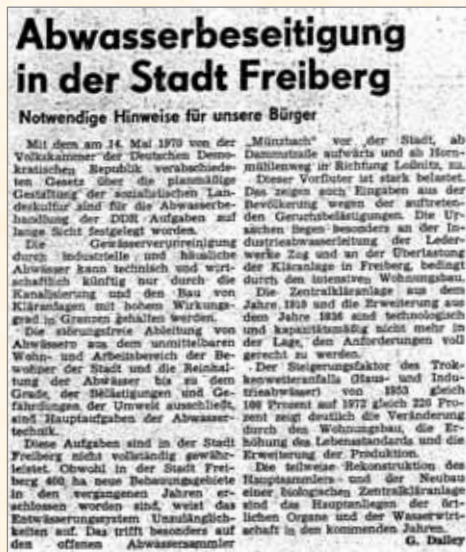 Abwasserbeseitigung
in der Stadt Freiberg
Notwendige Hinweise für unsere Bürger
Mit dem am 14. Mai 1970 von der
Volkskammer der Deutschen Demo-
kratischen Republik verabschiede-
ten Gesetz über die planmäßige
Gestaltung der sozialistischen Lan-
deskultur sind für die Abwasserbe-
handlung der DDR Aufgaben auf
lange Sicht festgelegt worden.
Die Gewässerverunreinigung
durch industrielle und häusliche
Abwässer kann technisch und wirt-
schaftlich künftig nur durch die
Kanalisierung und den Bau von
Kläranlagen mit hohem Wirkungs-
grad in Grenzen gehalten werden.
Die störungsfreie Ableitung von
Abwässern aus dem unmittelbaren
Wohn- und Arbeitsbereich der Be-
wohner der Stadt und die Reinhal-
tung der Abwässer bis zu dem
Grade, der Belästigungen und Ge-
fährdungen der Umwelt ausschließt,
sind Hauptaufgaben der Abwasser-
technik.
Diese Aufgaben sind in der Stadt
Freiberg nicht vollständig gewähr-
leistet. Obwohl in der Stadt Frei-
berg 400 ha neue Bebauungsgebiete
in den vergangenen Jahren er-
schlossen worden sind, weist das
Entwässerungssystem Unzulänglich-
keiten auf. Das trifft besonders auf
den offenen Abwassersammler
„Münzbach" vor der Stadt, ab
Dammstraße aufwärts und ab Horn-
mühlenweg in Richtung Loßnitz, zu.
Dieser Vorfluter ist stark belastet.
Das zeigen auch Eingaben aus der
Bevölkerung wegen der auftreten-
den Geruchsbelästigungen. Die Ur-
sachen liegen besonders an der In-
dustrieabwasserleitung der Leder-
werke Zug und an der Überlastung
der Kläranlage in Freiberg, bedingt
durch den intensiven Wohnungsbau.
Die Zentralkläranlage aus dem
Jahre 1910 und die Erweiterung aus
dem Jahre 1936 sind technologisch
und kapazitätsmäßig nicht mehr in
der Lage, den Anforderungen voll
gerecht zu werden.
Der Steigerungsfaktor des Trok-
kenweteranfalls (Haus- und Indu-
trieabwässer) von 1953 gleich
100 Prozent auf 1972 gleich 220 Pro-
zent zeigt deutlich die Veränderung
durch den Wohnungsbau, die Er-
höhung des Lebensstandards und die
Erweiterung der Produktion.
Die teilweise Rekonstruktion des
Hauptsammlers und der Neubau
einer biologischen Zentralkläranlage
sind das Hauptanliegen der ört-
lichen Organe und der Wasserwirt-
schaft in den kommenden Jahren.
G. Dalley